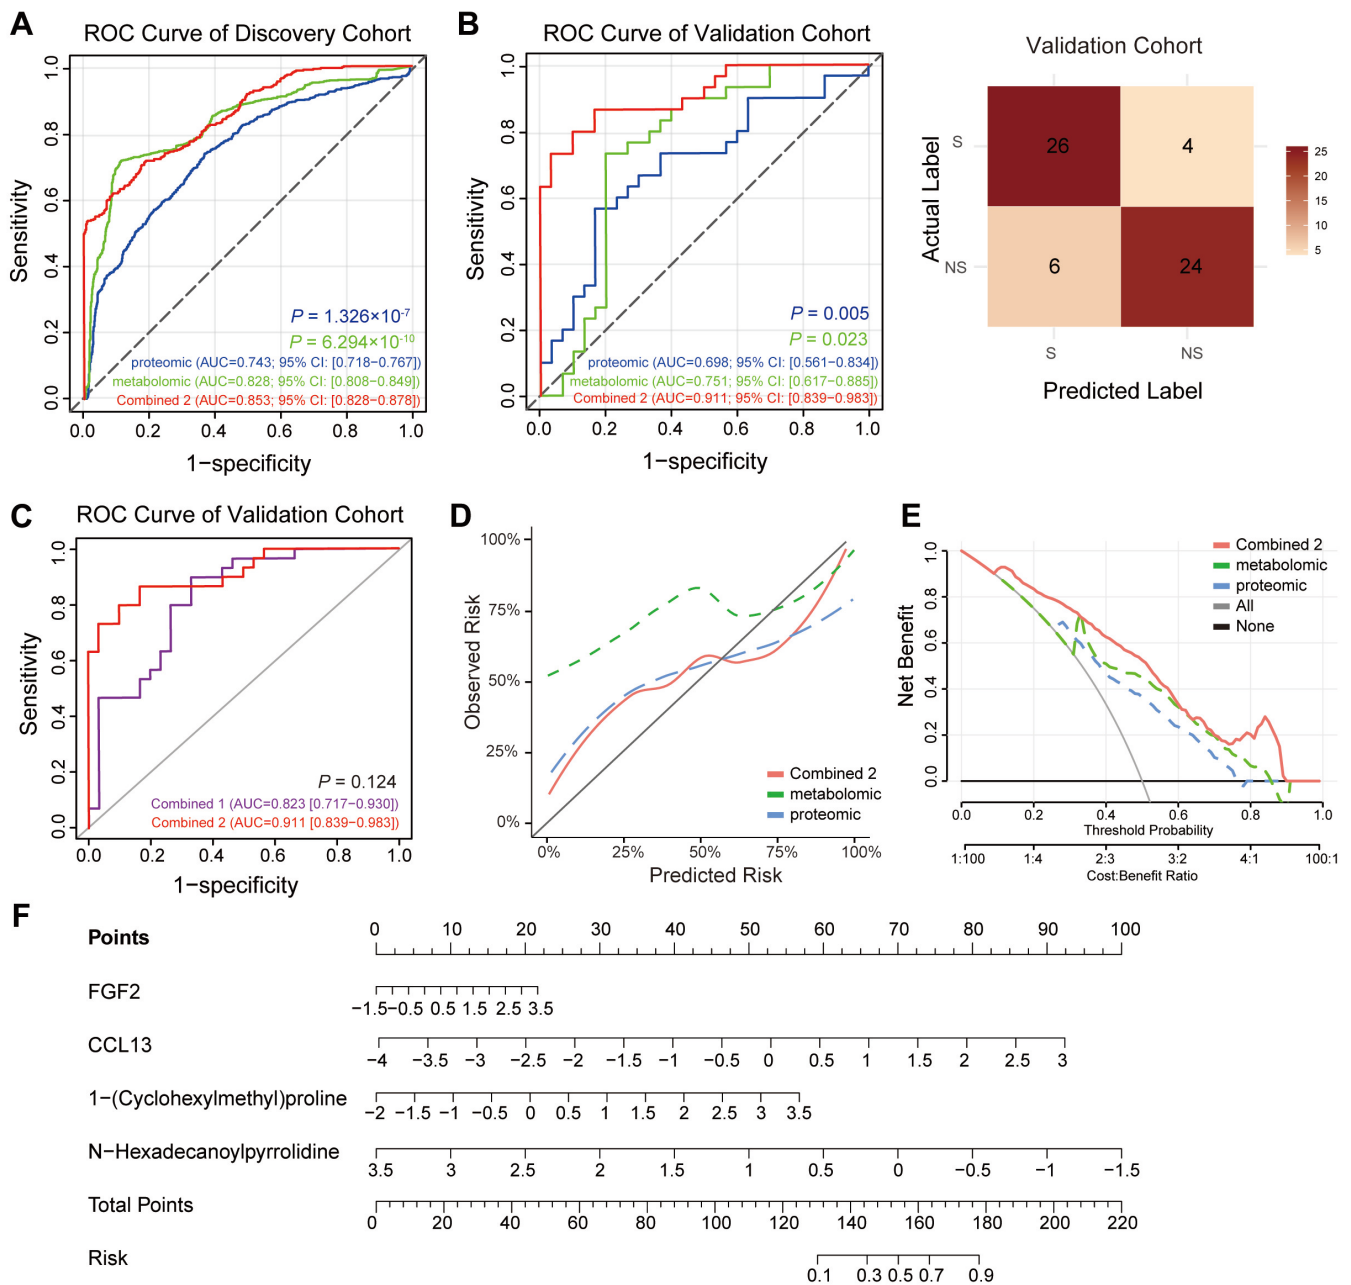 A
ROC Curve of Discovery Cohort
Sensitivity
1.0
0.8
0.6
0.4
0.2
0.0
P = 1.326×10-7
P = 6.294×10-10
proteomic (AUC=0.743; 95% CI: [0.718−0.767])
metabolomic (AUC=0.828; 95% CI: [0.808−0.849])
Combined 2 (AUC=0.853; 95% CI: [0.828−0.878])
0.0 0.2 0.4 0.6 0.8 1.0
1−specificity
B
ROC Curve of Validation Cohort
Sensitivity
1.0
0.8
0.6
0.4
0.2
0.0
P = 0.005
P = 0.023
proteomic (AUC=0.698; 95% CI: [0.561−0.834])
metabolomic (AUC=0.751; 95% CI: [0.617−0.885])
Combined 2 (AUC=0.911; 95% CI: [0.839−0.983])
0.0 0.2 0.4 0.6 0.8 1.0
1−specificity
Validation Cohort
Actual Label
S
NS
26 4
6 24
S NS
Predicted Label
25
20
15
10
5
C
ROC Curve of Validation Cohort
Sensitivity
1.0
0.8
0.6
0.4
0.2
0.0
P = 0.124
Combined 1 (AUC=0.823 [0.717−0.930])
Combined 2 (AUC=0.911 [0.839−0.983])
0.0 0.2 0.4 0.6 0.8 1.0
1−specificity
D
Observed Risk
100%
75%
50%
25%
0%
Combined 2
metabolomic
proteomic
0% 25% 50% 75% 100%
Predicted Risk
E
Net Benefit
1.0
0.8
0.6
0.4
0.2
0.0
Combined 2
metabolomic
proteomic
All
None
0.0 0.2 0.4 0.6 0.8 1.0
Threshold Probability
1:100 1:4 2:3 3:2 4:1 100:1
Cost:Benefit Ratio
F
Points
0 10 20 30 40 50 60 70 80 90 100
FGF2
−1.5 −0.5 0.5 1.5 2.5 3.5
CCL13
−4 −3.5 −3 −2.5 −2 −1.5 −1 −0.5 0 0.5 1 1.5 2 2.5 3
1−(Cyclohexylmethyl)proline
−2 −1.5 −1 −0.5 0 0.5 1 1.5 2 2.5 3 3.5
N−Hexadecanoylpyrrolidine
3.5 3 2.5 2 1.5 1 0.5 0 −0.5 −1 −1.5
Total Points
0 20 40 60 80 100 120 140 160 180 200 220
Risk
0.1 0.3 0.5 0.7 0.9